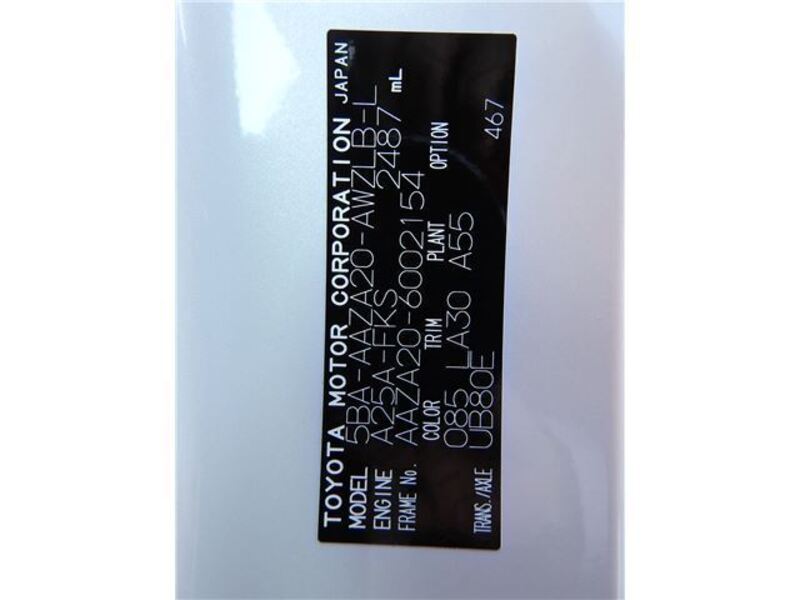 TOYOTA MOTOR CORPORATION JAPAN
MODEL 5BA-AAZA20-AWZLB-L
ENGINE A25A-FKS 2487 mL
FRAME No. AAZA20-6002154
COLOR TRIM PLANT OPTION
085 LA30 A55
TRANS./AXLE UB80E 467